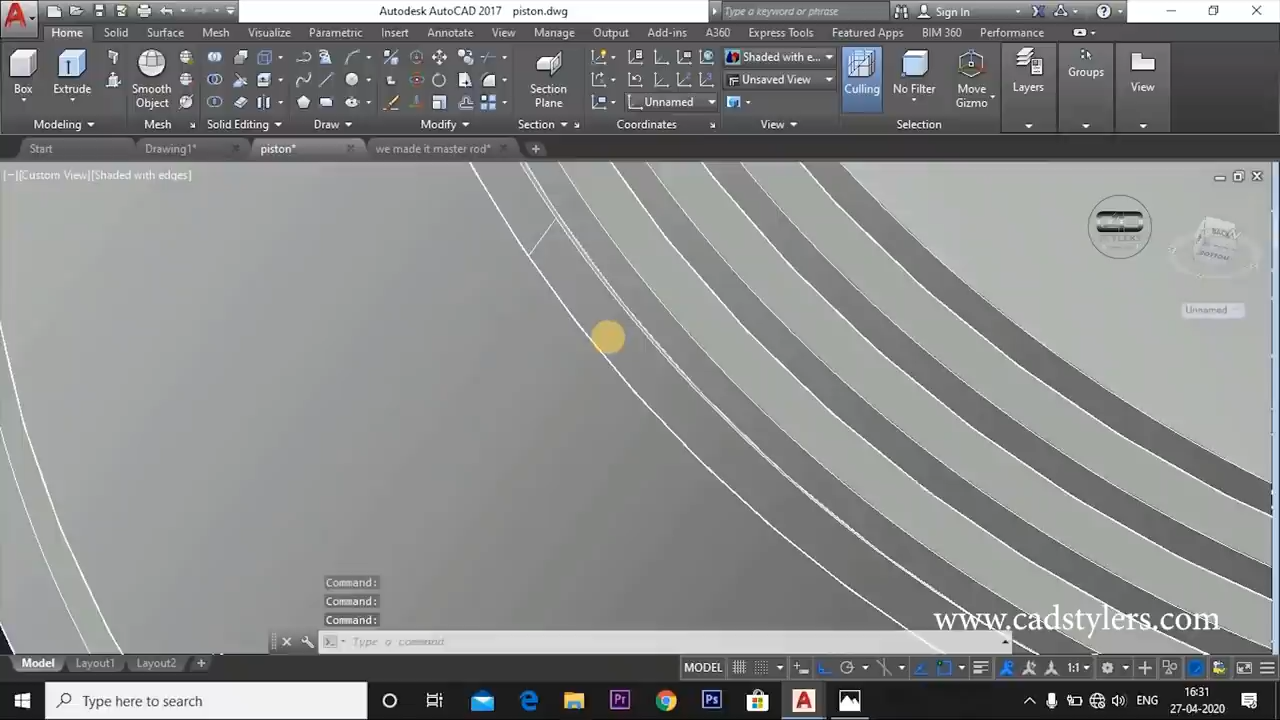 Autodesk AutoCAD 2017 piston.dwg
Type a keyword or phrase
Sign In
Home Solid Surface Mesh Visualize Parametric Insert Annotate View Manage Output Add-ins A360 Express Tools Featured Apps BIM 360 Performance
Box Extrude Smooth Object Section Plane Unnamed Shaded with e... Unsaved View Culling No Filter Move Gizmo Layers Groups View
Modeling Mesh Solid Editing Draw Modify Section Coordinates View Selection
Start Drawing1* piston* we made it master rod*
[−][Custom View][Shaded with edges]
BACK
BOTTOM
Unnamed
Command:
Command:
Command:
Type a command
www.cadstylers.com
Model Layout1 Layout2
MODEL 1:1
Type here to search
Pr Ps A
ENG
16:31
27-04-2020